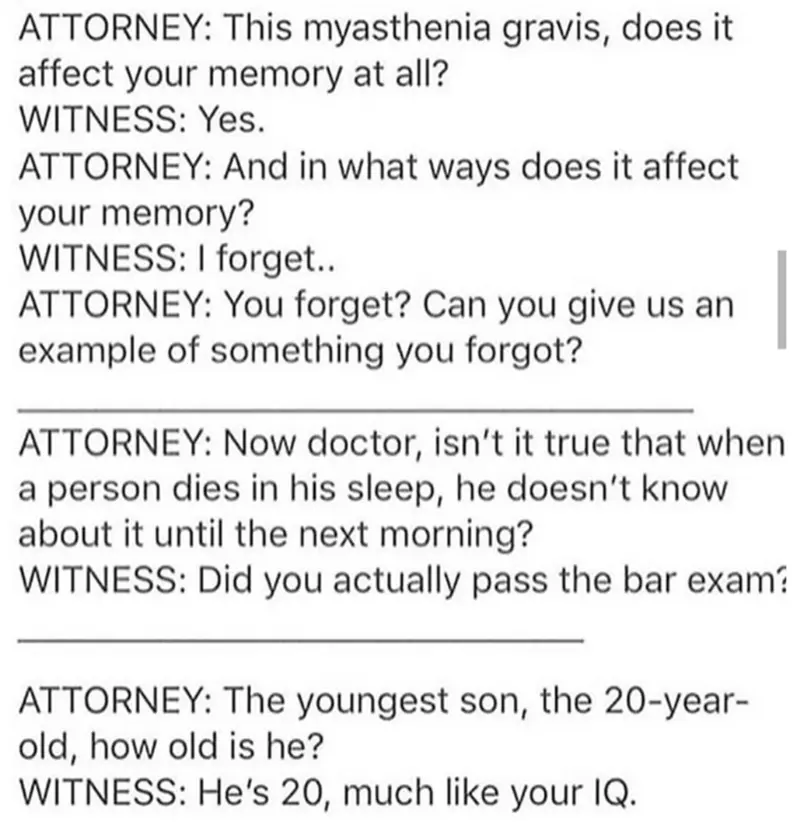 ATTORNEY: This myasthenia gravis, does it
affect your memory at all?
WITNESS: Yes.
ATTORNEY: And in what ways does it affect
your memory?
WITNESS: I forget..
ATTORNEY: You forget? Can you give us an
example of something you forgot?
ATTORNEY: Now doctor, isn't it true that when
a person dies in his sleep, he doesn't know
about it until the next morning?
WITNESS: Did you actually pass the bar exam?
ATTORNEY: The youngest son, the 20-year-
old, how old is he?
WITNESS: He's 20, much like your IQ.